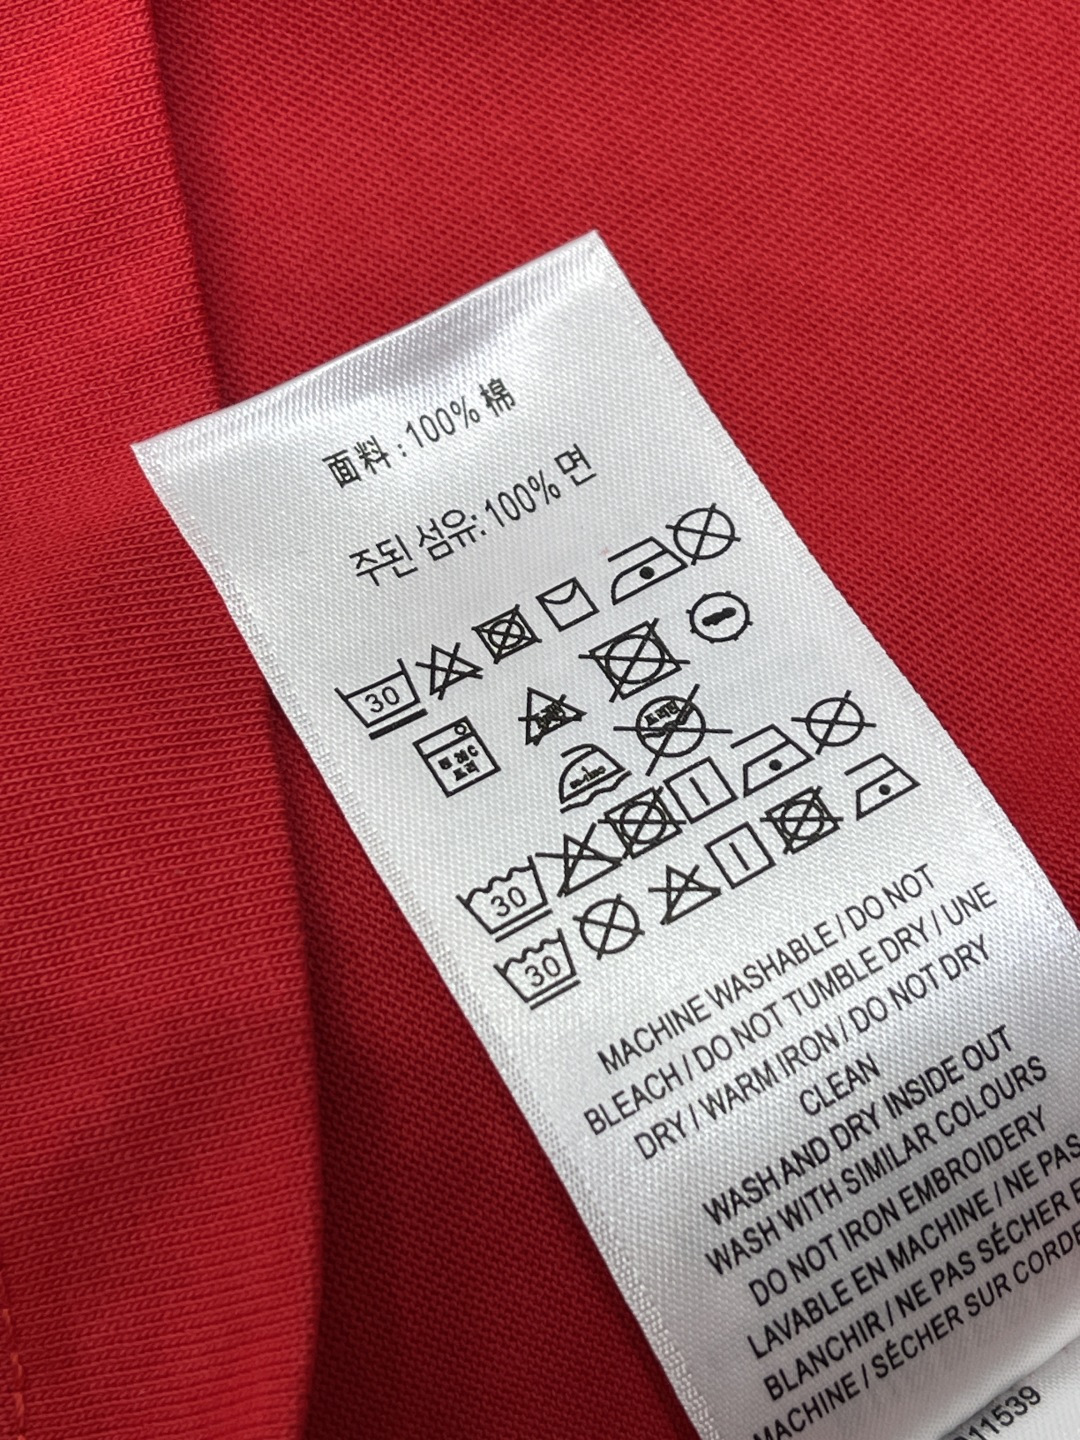 面料 : 100% 棉
주된 섬유: 100% 면
30
30
30
MACHINE WASHABLE / DO NOT
BLEACH / DO NOT TUMBLE DRY / UNE
DRY / WARM IRON / DO NOT DRY
CLEAN
WASH AND DRY INSIDE OUT
WASH WITH SIMILAR COLOURS
DO NOT IRON EMBROIDERY
LAVABLE EN MACHINE / NE PAS
BLANCHIR / NE PAS SÉCHER
MACHINE / SÉCHER SUR CORDE
11539